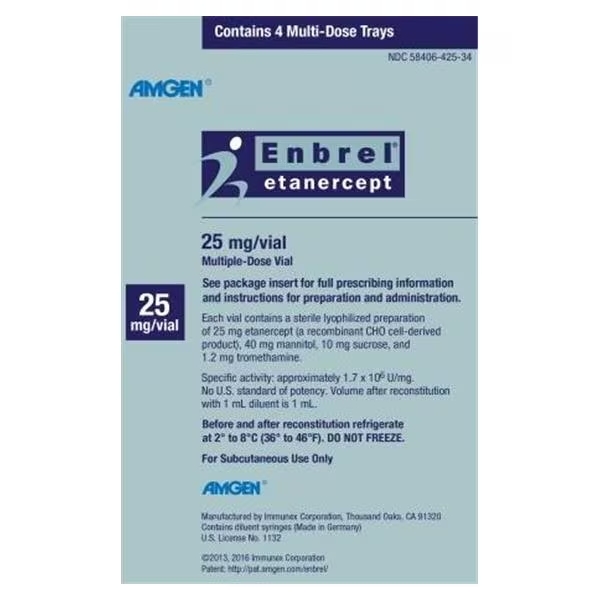 Contains 4 Multi-Dose Trays
NDC 58406-425-34
AMGEN®
Enbrel®
etanercept
25 mg/vial
Multiple-Dose Vial
See package insert for full prescribing information
and instructions for preparation and administration.
25
mg/vial
Each vial contains a sterile lyophilized preparation
of 25 mg etanercept (a recombinant CHO cell-derived
product), 40 mg mannitol, 10 mg sucrose, and
1.2 mg tromethamine.
Specific activity: approximately 1.7 x 10⁶ U/mg.
No U.S. standard of potency. Volume after reconstitution
with 1 mL diluent is 1 mL.
Before and after reconstitution refrigerate
at 2° to 8°C (36° to 46°F). DO NOT FREEZE.
For Subcutaneous Use Only
AMGEN®
Manufactured by Immunex Corporation, Thousand Oaks, CA 91320
Contains diluent syringes (Made in Germany)
U.S. License No. 1132
©2013, 2016 Immunex Corporation
Patent: http://pat.amgen.com/enbrel/